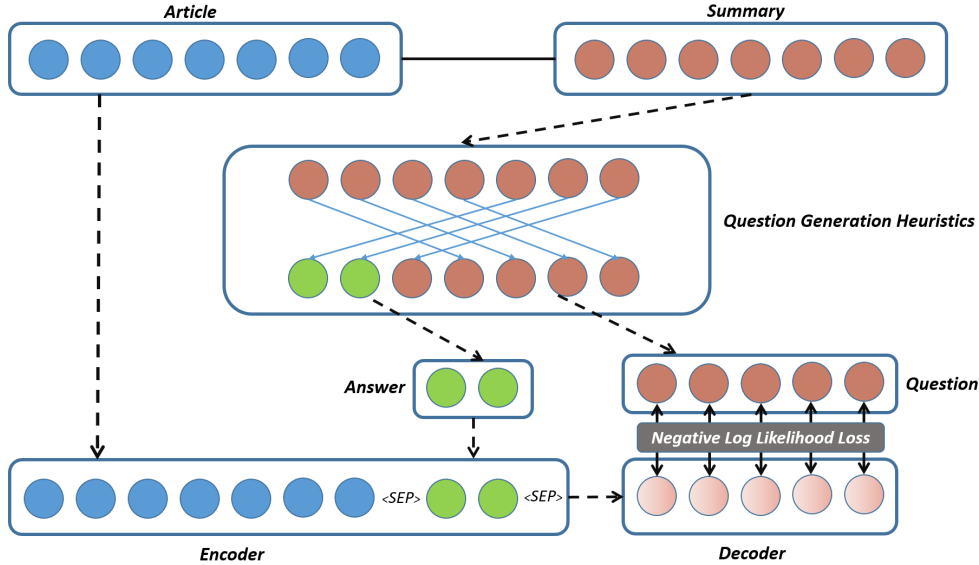 Article
Summary
Question Generation Heuristics
Answer
Question
Negative Log Likelihood Loss
<SEP>
<SEP>
Encoder
Decoder